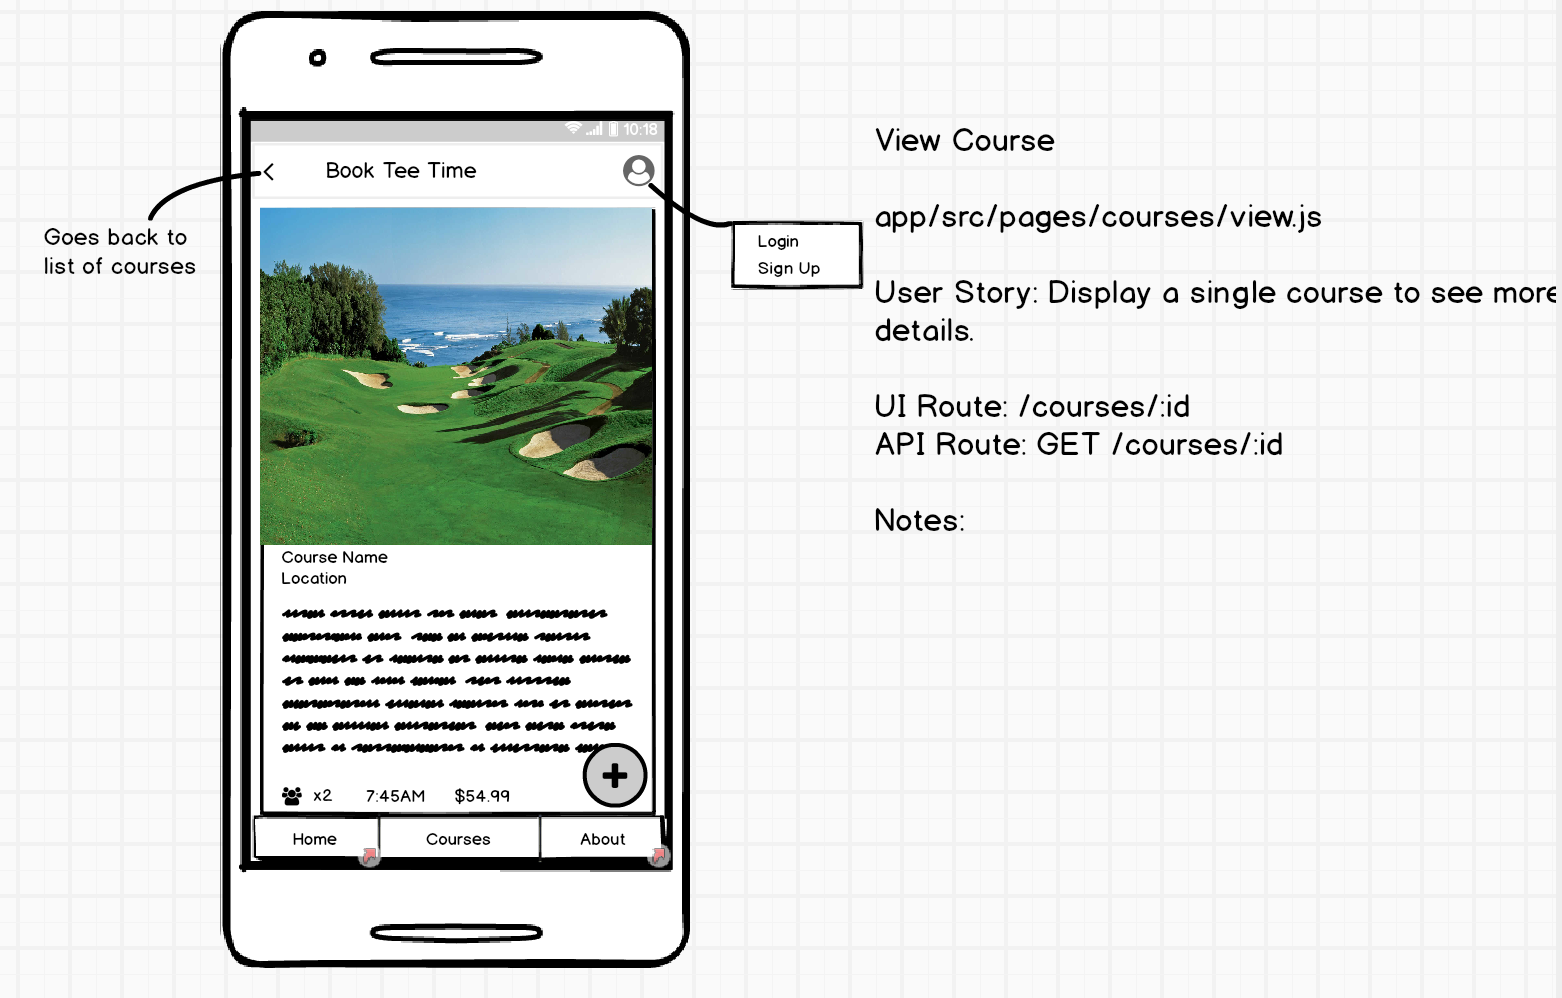 10:18
Book Tee Time
Goes back to
list of courses
Login
Sign Up
Course Name
Location
x2 7:45AM $54.99
Home Courses About
View Course
app/src/pages/courses/view.js
User Story: Display a single course to see more
details.
UI Route: /courses/:id
API Route: GET /courses/:id
Notes: